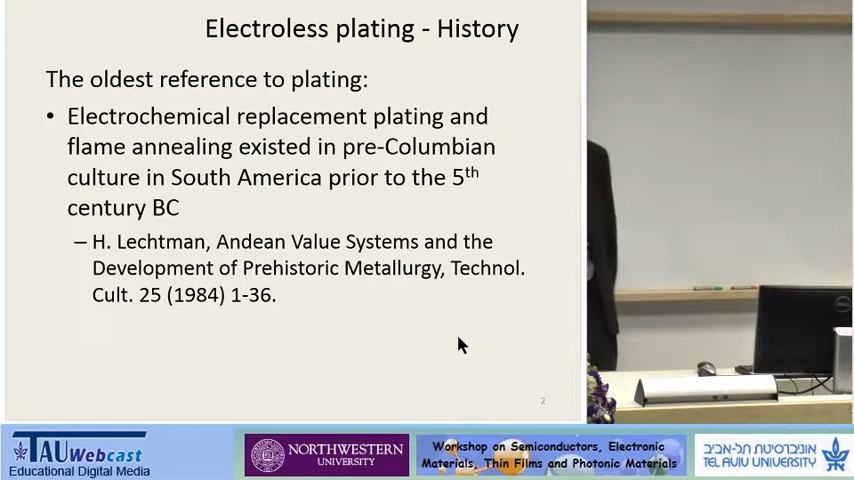 Electroless plating - History
The oldest reference to plating:
• Electrochemical replacement plating and
flame annealing existed in pre-Columbian
culture in South America prior to the 5th
century BC
– H. Lechtman, Andean Value Systems and the
Development of Prehistoric Metallurgy, Technol.
Cult. 25 (1984) 1-36.
2
DELL
TAU Webcast
Educational Digital Media
NORTHWESTERN
UNIVERSITY
Workshop on Semiconductors, Electronic
Materials, Thin Films and Photonic Materials
אוניברסיטת תל-אביב
TEL AVIV UNIVERSITY